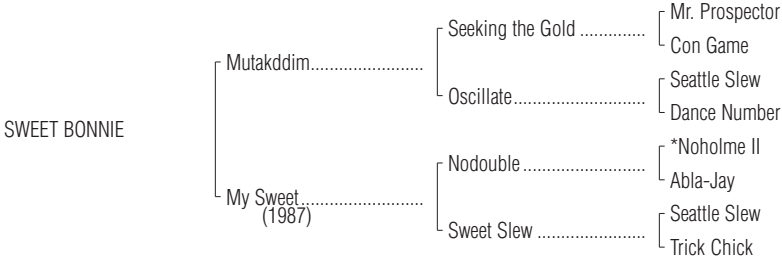 Mr. Prospector
Seeking the Gold ..............
Con Game
Mutakddim........................
Seattle Slew
Oscillate............................
Dance Number
SWEET BONNIE
*Noholme II
Nodouble ..........................
Abla-Jay
My Sweet..........................
(1987)
Seattle Slew
Sweet Slew .......................
Trick Chick